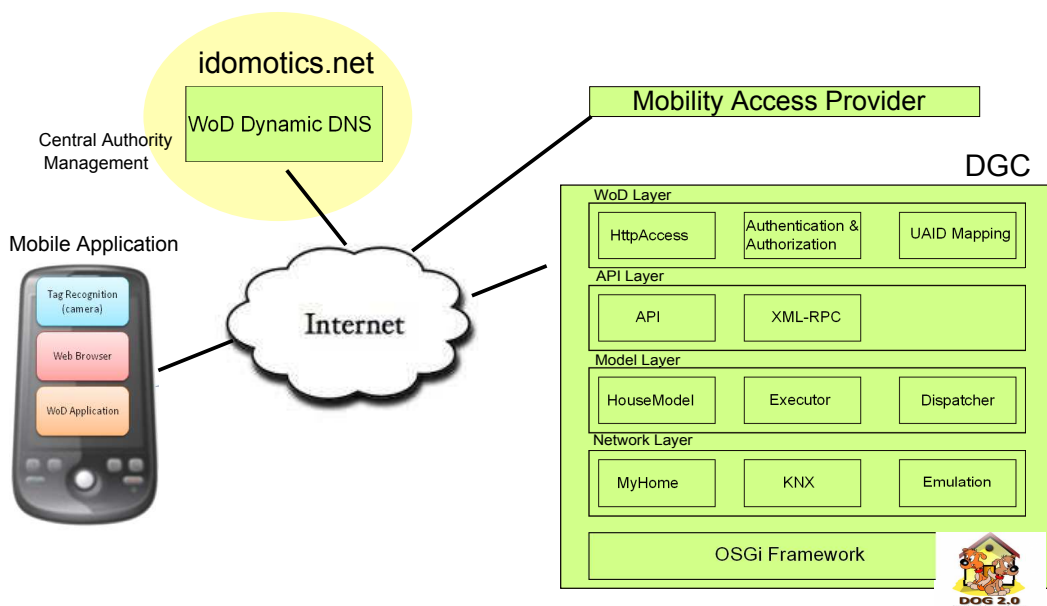 idomotics.net
WoD Dynamic DNS
Central Authority
Management
Mobility Access Provider
Mobile Application
Tag Recognition
(camera)
Web Browser
WoD Application
Internet
DGC
WoD Layer
HttpAccess
Authentication &
Authorization
UAID Mapping
API Layer
API
XML-RPC
Model Layer
HouseModel
Executor
Dispatcher
Network Layer
MyHome
KNX
Emulation
OSGi Framework
DOG 2.0